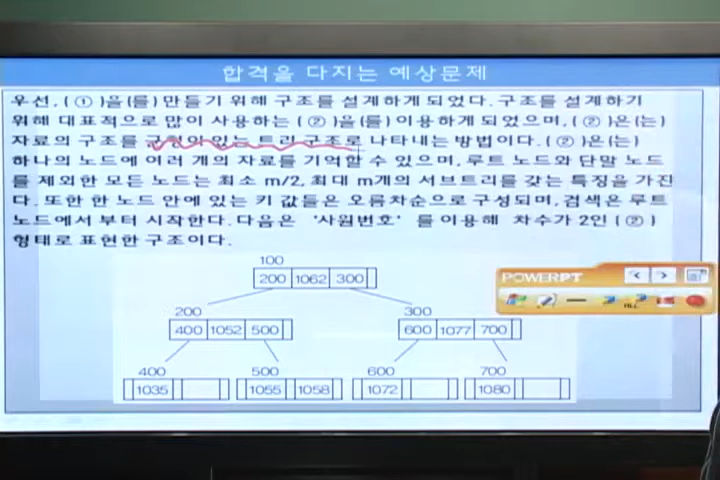 합격을 다지는 예상문제
우선, ( ① )을(를) 만들기 위해 구조를 설계하게 되었다. 구조를 설계하기
위해 대표적으로 많이 사용하는 ( ② )을(를) 이용하게 되었으며, ( ② )은(는)
자료의 구조를 균형이 있는 트리 구조로 나타내는 방법이다. ( ② )은(는)
하나의 노드에 여러 개의 자료를 기억할 수 있으며, 루트 노드와 단말 노드
를 제외한 모든 노드는 최소 m/2, 최대 m개의 서브트리를 갖는 특징을 가진
다. 또한 한 노드 안에 있는 키 값들은 오름차순으로 구성되며, 검색은 루트
노드에서 부터 시작한다. 다음은 '사원번호' 를 이용해 차수가 2인 ( ② )
형태로 표현한 구조이다.
100
200 1062 300
POWERPT
200 300
400 1052 500 600 1077 700
400 500 600 700
1035 1055 1058 1072 1080